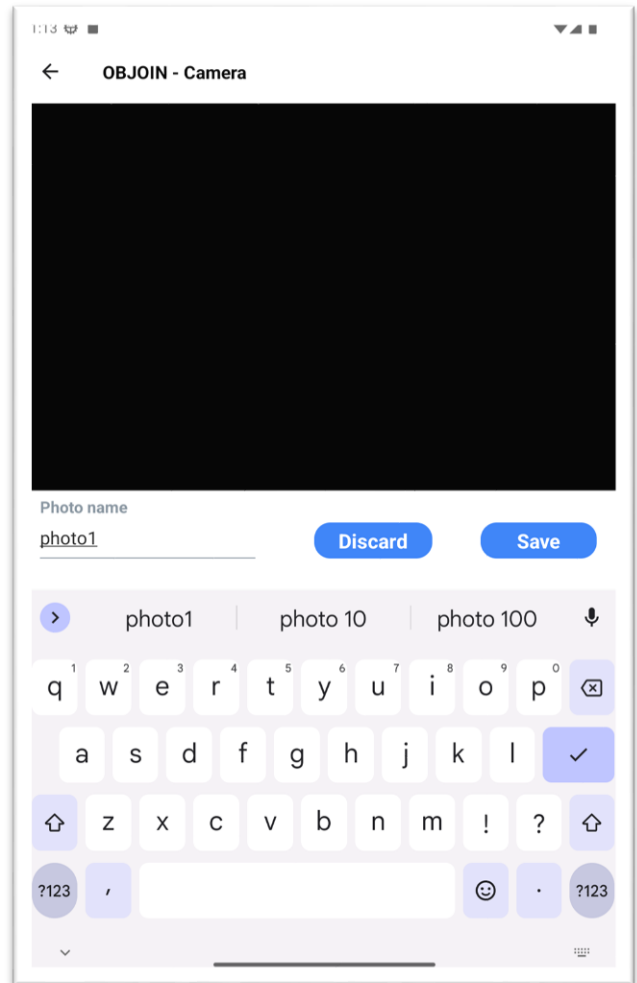 1:13
OBJOIN - Camera
Photo name
photo1
Discard Save
photo1 photo 10 photo 100
1 2 3 4 5 6 7 8 9 0
q w e r t y u i o p
a s d f g h j k l
z x c v b n m ! ?
?123 , . ?123